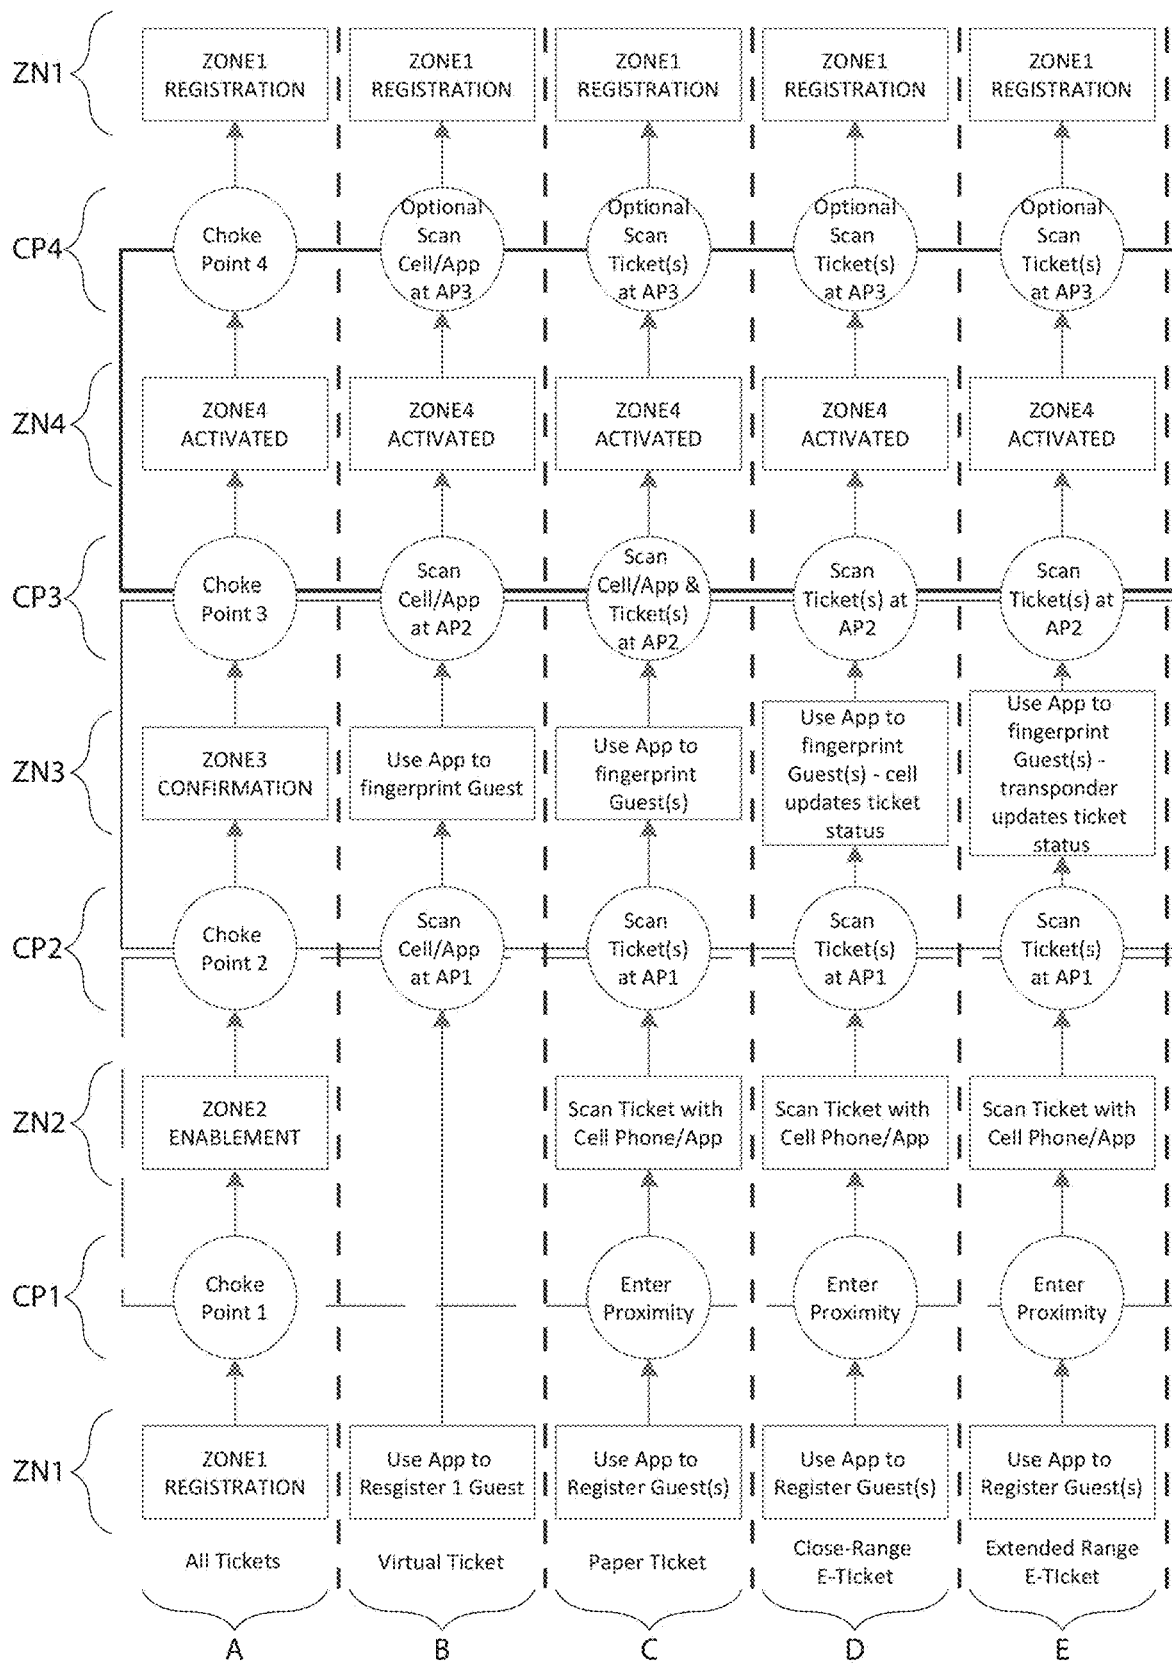 ZN1
ZONE1
REGISTRATION
ZONE1
REGISTRATION
ZONE1
REGISTRATION
ZONE1
REGISTRATION
ZONE1
REGISTRATION
CP4
Choke
Point 4
Optional
Scan
Cell/App
at AP3
Optional
Scan
Ticket(s)
at AP3
Optional
Scan
Ticket(s)
at AP3
Optional
Scan
Ticket(s)
at AP3
ZN4
ZONE4
ACTIVATED
ZONE4
ACTIVATED
ZONE4
ACTIVATED
ZONE4
ACTIVATED
ZONE4
ACTIVATED
CP3
Choke
Point 3
Scan
Cell/App
at AP2
Scan
Cell/App &
Ticket(s)
at AP2
Scan
Ticket(s) at
AP2
Scan
Ticket(s) at
AP2
ZN3
ZONE3
CONFIRMATION
Use App to
fingerprint Guest
Use App to
fingerprint
Guest(s)
Use App to
fingerprint
Guest(s) - cell
updates ticket
status
Use App to
fingerprint
Guest(s) -
transponder
updates ticket
status
CP2
Choke
Point 2
Scan
Cell/App
at AP1
Scan
Ticket(s)
at AP1
Scan
Ticket(s)
at AP1
Scan
Ticket(s)
at AP1
ZN2
ZONE2
ENABLEMENT
Scan Ticket with
Cell Phone/App
Scan Ticket with
Cell Phone/App
Scan Ticket with
Cell Phone/App
CP1
Choke
Point 1
Enter
Proximity
Enter
Proximity
Enter
Proximity
ZN1
ZONE1
REGISTRATION
Use App to
Resgister 1 Guest
Use App to
Register Guest(s)
Use App to
Register Guest(s)
Use App to
Register Guest(s)
All Tickets
Virtual Ticket
Paper Ticket
Close-Range
E-Ticket
Extended Range
E-Ticket
A
B
C
D
E